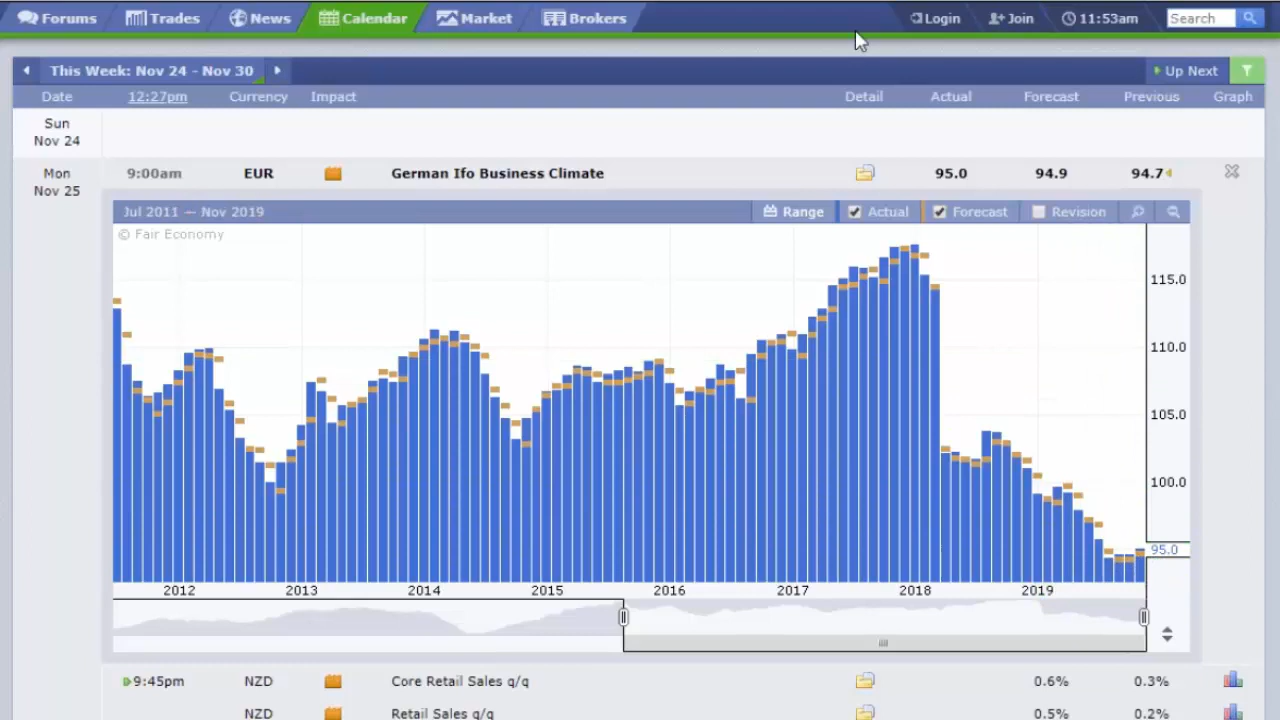 Forums Trades News Calendar Market Brokers Login Join 11:53am Search
This Week: Nov 24 - Nov 30 Up Next
Date 12:27pm Currency Impact Detail Actual Forecast Previous Graph
Sun
Nov 24
Mon 9:00am EUR German Ifo Business Climate 95.0 94.9 94.7
Nov 25
Jul 2011 — Nov 2019 Range Actual Forecast Revision
© Fair Economy
115.0
110.0
105.0
100.0
95.0
2012 2013 2014 2015 2016 2017 2018 2019
9:45pm NZD Core Retail Sales q/q 0.6% 0.3%
NZD Retail Sales q/q 0.5% 0.2%